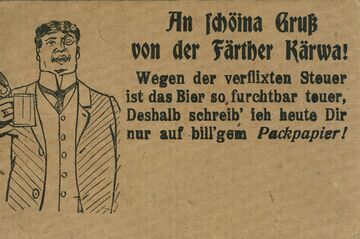 An schöina Gruß
von der Färther Kärwa!
Wegen der verflixten Steuer
ist das Bier so furchtbar teuer,
Deshalb schreib' ich heute Dir
nur auf bill'gem Packpapier!